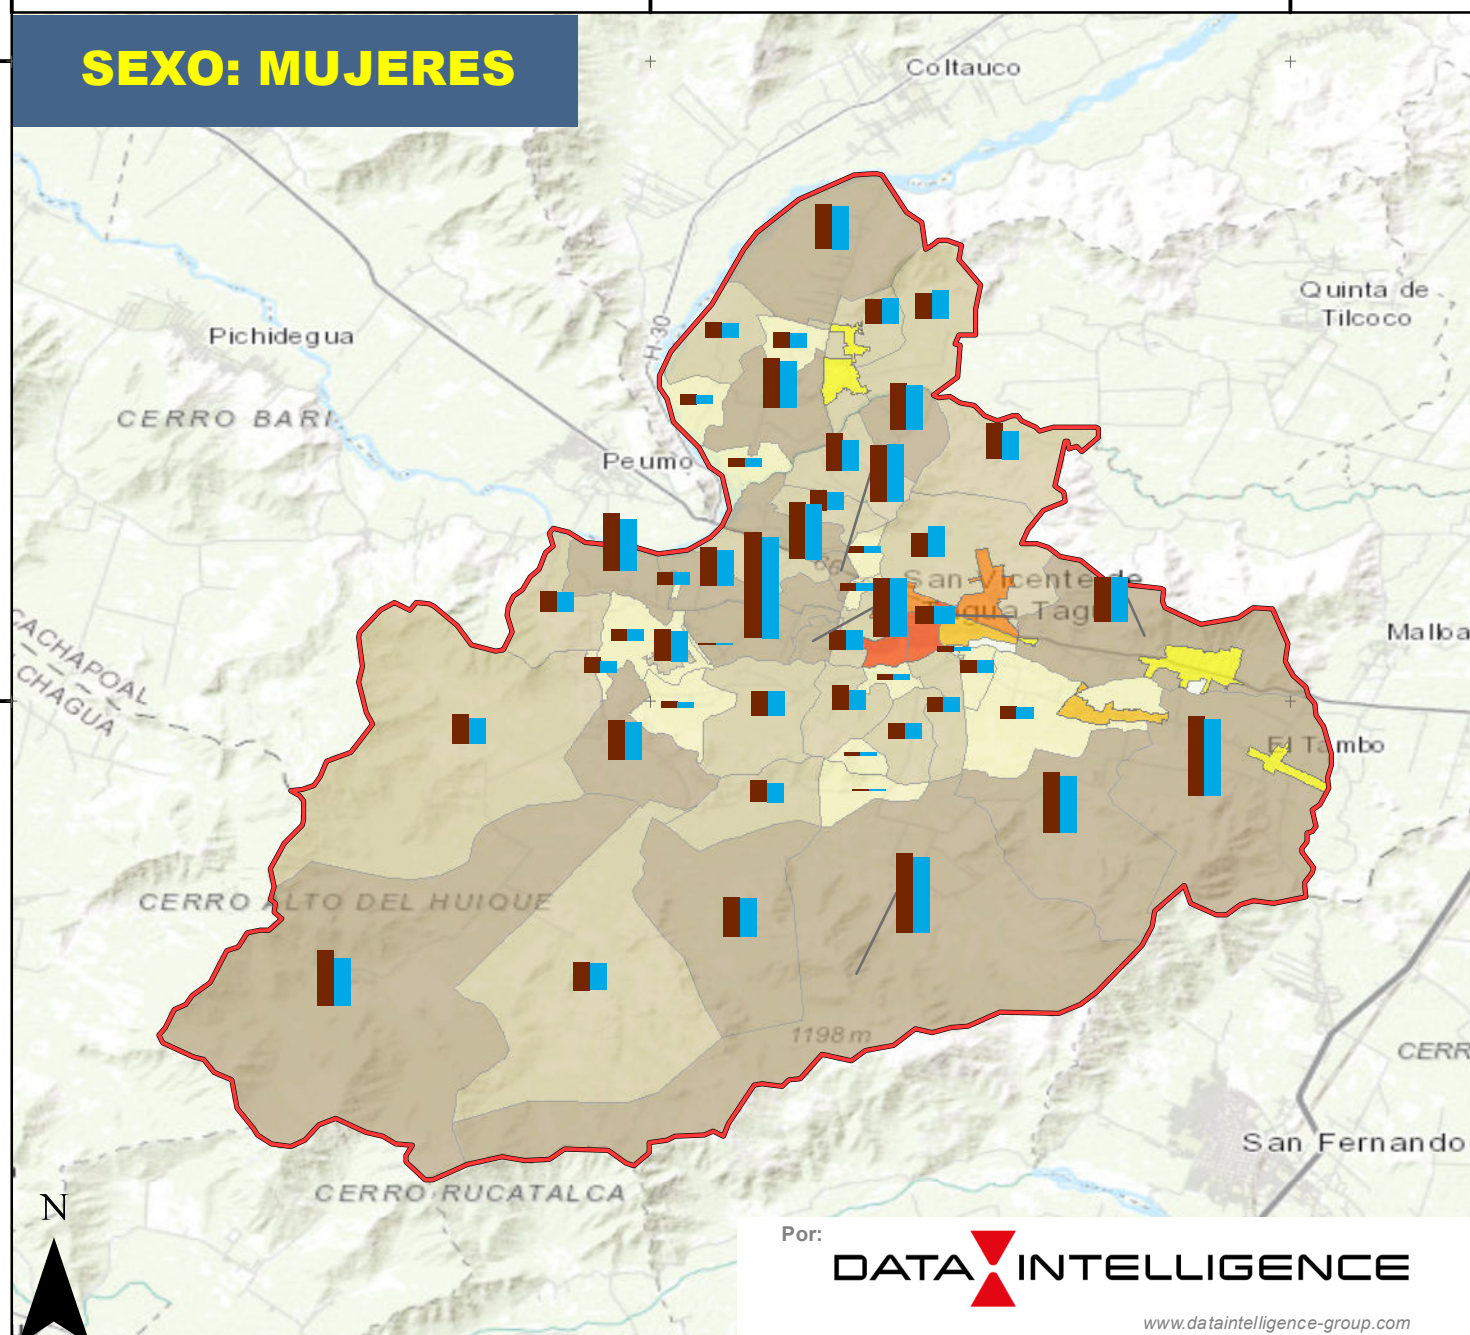 SEXO: MUJERES
Coltauco
Quinta de
Tilcoco
H-30
Pichidegua
CERRO BARI
Peumo
66
San Vicente de
Tagua Tagua
CACHAPOAL
CHAGUA
Malloa
El Tambo
CERRO ALTO DEL HUIQUE
1198 m
CERR
San Fernando
CERRO RUCATALCA
N
Por:
DATA INTELLIGENCE
www.dataintelligence-group.com